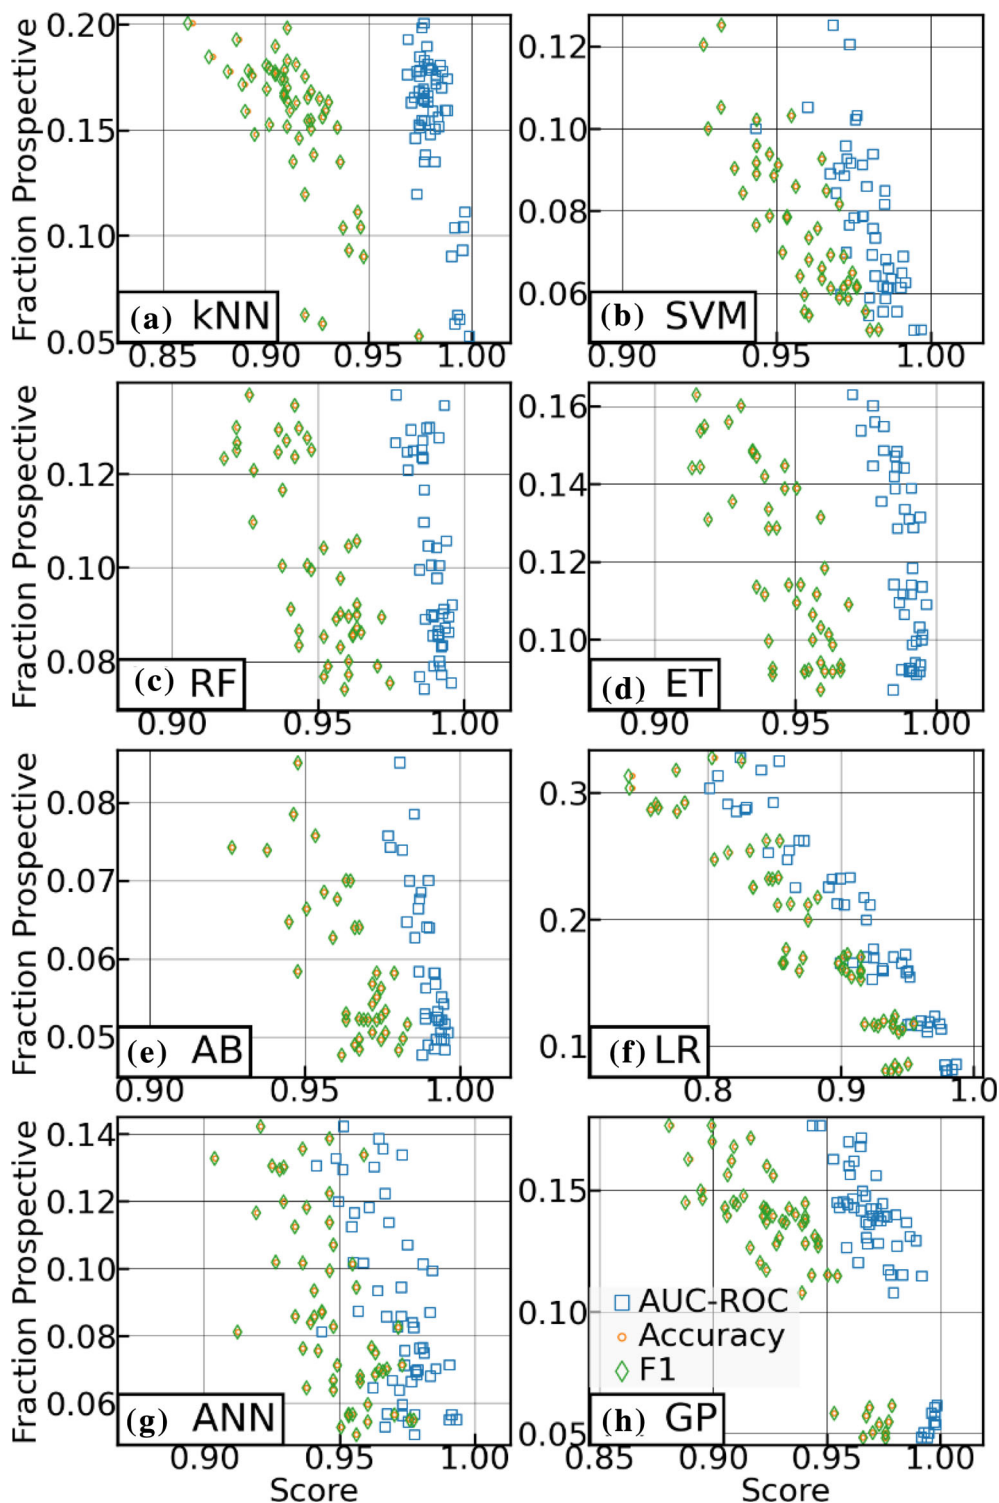 0.20
0.15
0.10
0.05
Fraction Prospective
(a) kNN
0.85 0.90 0.95 1.00
0.12
0.10
0.08
0.06
(b) SVM
0.90 0.95 1.00
0.12
0.10
0.08
Fraction Prospective
(c) RF
0.90 0.95 1.00
0.16
0.14
0.12
0.10
(d) ET
0.90 0.95 1.00
0.08
0.07
0.06
0.05
Fraction Prospective
(e) AB
0.90 0.95 1.00
0.3
0.2
0.1
(f) LR
0.8 0.9 1.0
0.14
0.12
0.10
0.08
0.06
Fraction Prospective
(g) ANN
0.90 0.95 1.00
Score
0.15
0.10
0.05
AUC-ROC
Accuracy
F1
(h) GP
0.85 0.90 0.95 1.00
Score